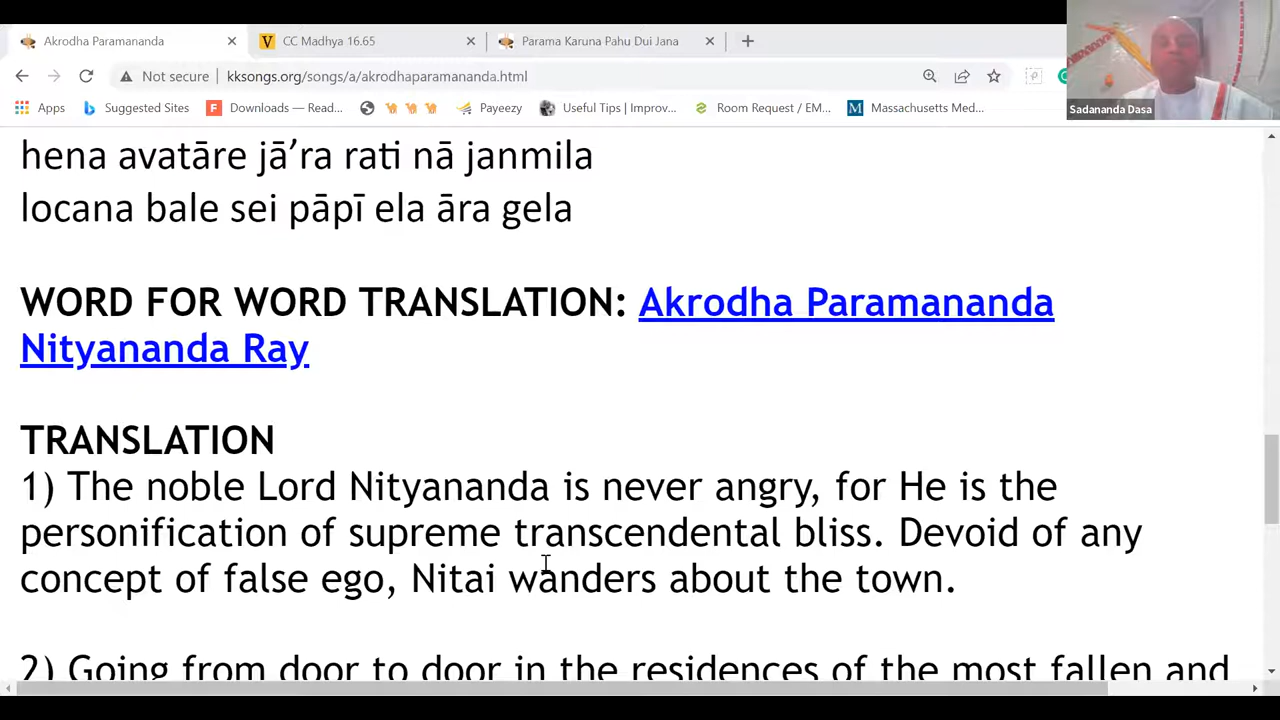 Akrodha Paramananda
CC Madhya 16.65
Parama Karuna Pahu Dui Jana
Not secure
kksongs.org/songs/a/akrodhaparamananda.html
Apps
Suggested Sites
Downloads — Read...
Payeezy
Useful Tips | Improv...
Room Request / EM...
Massachusetts Med...
Sadananda Dasa
hena avatāre jā’ra rati nā janmila
locana bale sei pāpī ela āra gela
WORD FOR WORD TRANSLATION: Akrodha Paramananda
Nityananda Ray
TRANSLATION
1) The noble Lord Nityananda is never angry, for He is the
personification of supreme transcendental bliss. Devoid of any
concept of false ego, Nitai wanders about the town.
2) Going from door to door in the residences of the most fallen and